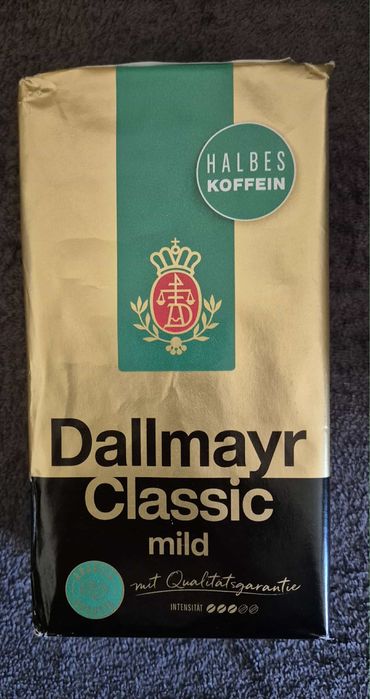 HALBES
KOFFEIN
Dallmayr
Classic
mild
mit Qualitätsgarantie
INTENSITÄT